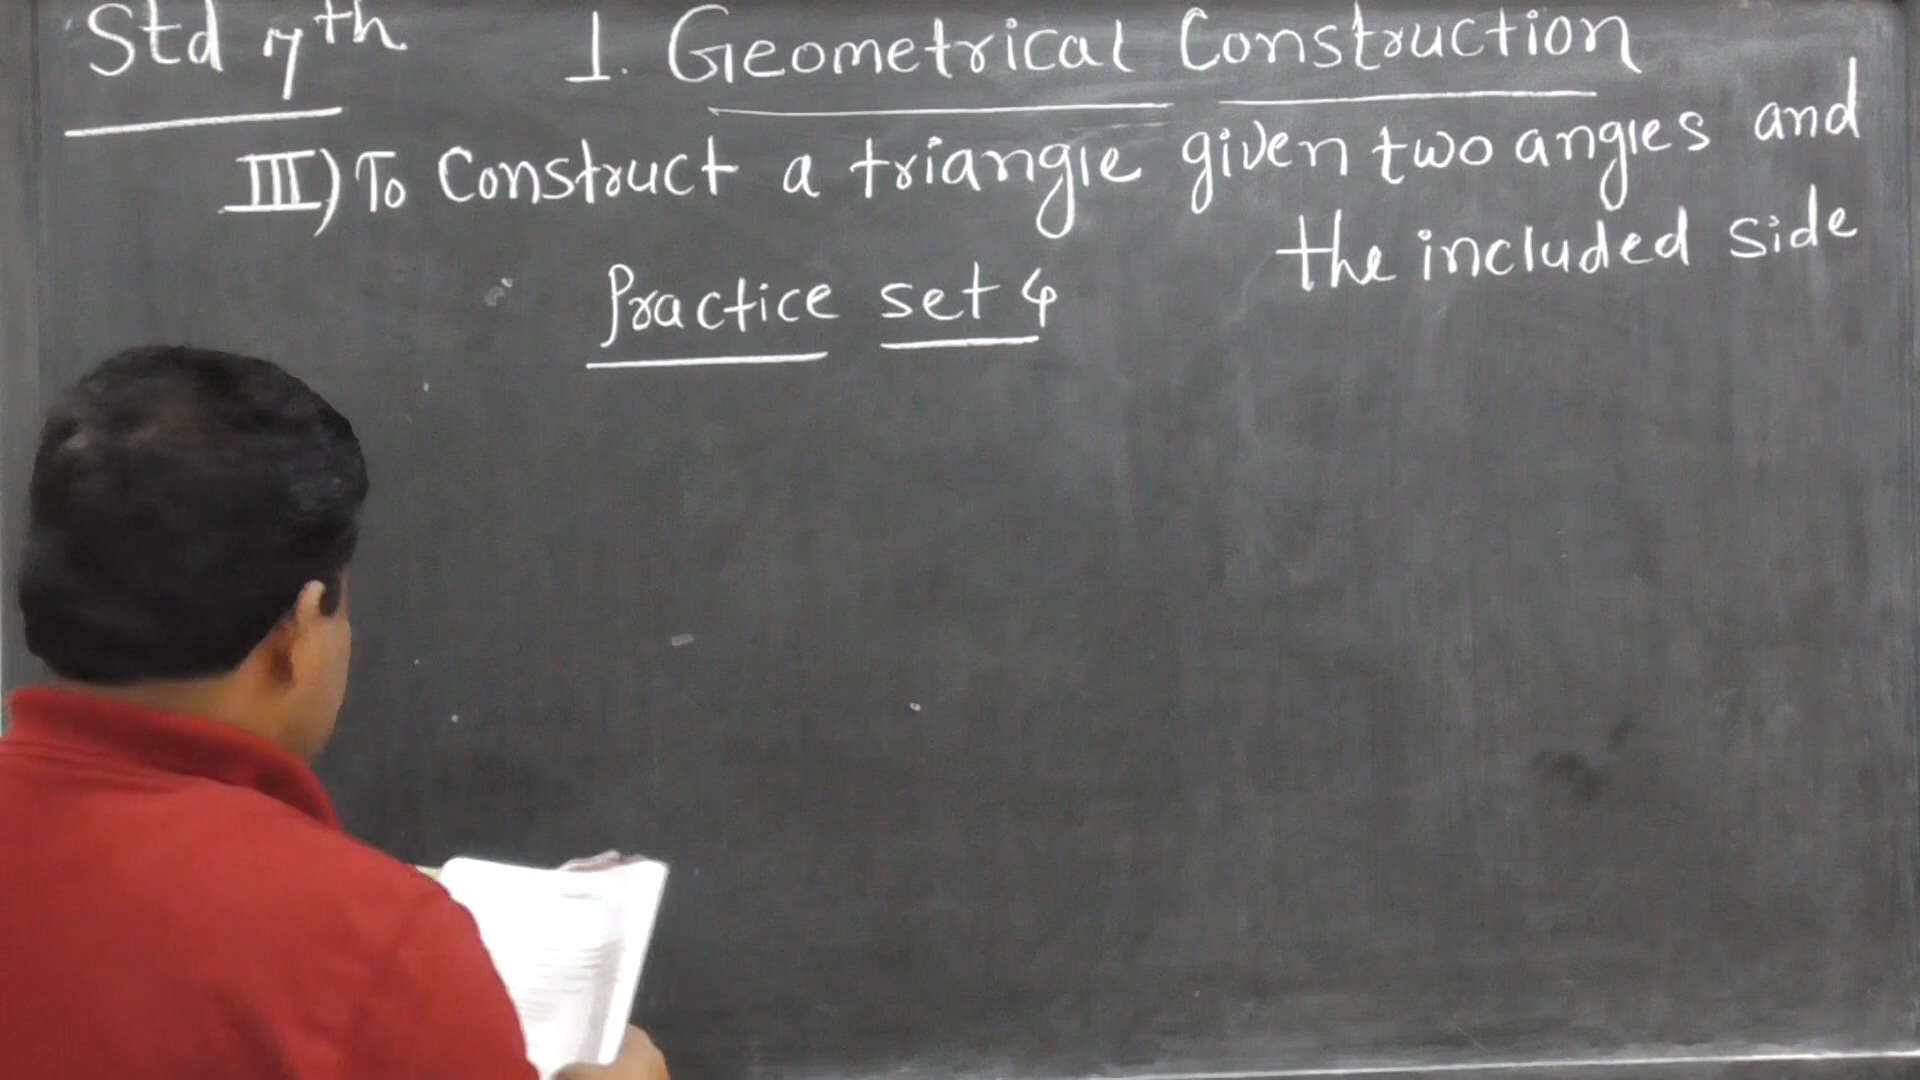 Std 7th 1. Geometrical Construction
III) To Construct a triangle given two angles and
the included side
Practice set 4